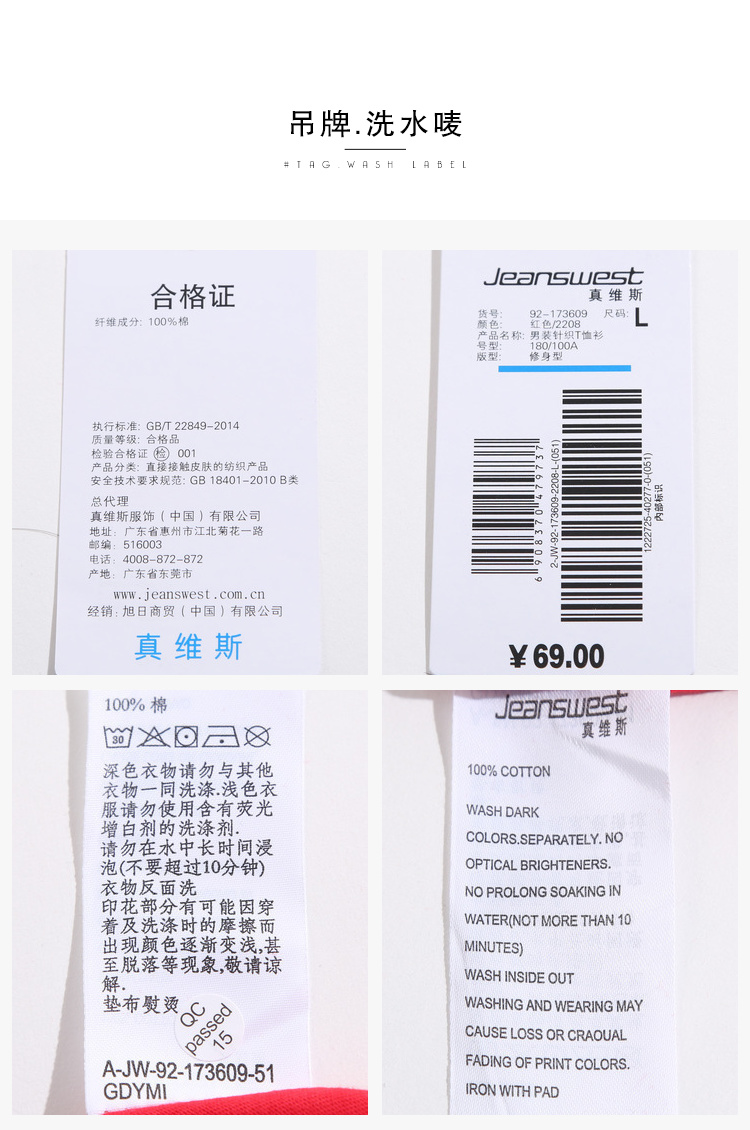 吊牌.洗水唛
#TAG.WASH LABEL
合格证
纤维成分: 100%棉
执行标准: GB/T 22849-2014
质量等级: 合格品
检验合格证 检 001
产品分类: 直接接触皮肤的纺织产品
安全技术要求规范: GB 18401-2010 B类
总代理
真维斯服饰(中国)有限公司
地址: 广东省惠州市江北菊花一路
邮编: 516003
电话: 4008-872-872
产地: 广东省东莞市
www.jeanswest.com.cn
经销:旭日商贸(中国)有限公司
真维斯
Jeanswest
真维斯
货号: 92-173609 尺码: L
颜色: 红色/2208
产品名称: 男装针织T恤衫
号型: 180/100A
版型: 修身型
6908370479737
2-JW-92-173609-2208-L-(051)
1222725-40277-0-(051)
内部标识
¥69.00
100% 棉
30
深色衣物请勿与其他
衣物一同洗涤.浅色衣
服请勿使用含有荧光
增白剂的洗涤剂.
请勿在水中长时间浸
泡(不要超过10分钟)
衣物反面洗
印花部分有可能因穿
着及洗涤时的摩擦而
出现颜色逐渐变浅,甚
至脱落等现象,敬请谅
解.
垫布熨烫
QC
passed
15
A-JW-92-173609-51
GDYMI
Jeanswest
真维斯
100% COTTON
WASH DARK
COLORS.SEPARATELY. NO
OPTICAL BRIGHTENERS.
NO PROLONG SOAKING IN
WATER(NOT MORE THAN 10
MINUTES)
WASH INSIDE OUT
WASHING AND WEARING MAY
CAUSE LOSS OR CRAOUAL
FADING OF PRINT COLORS.
IRON WITH PAD